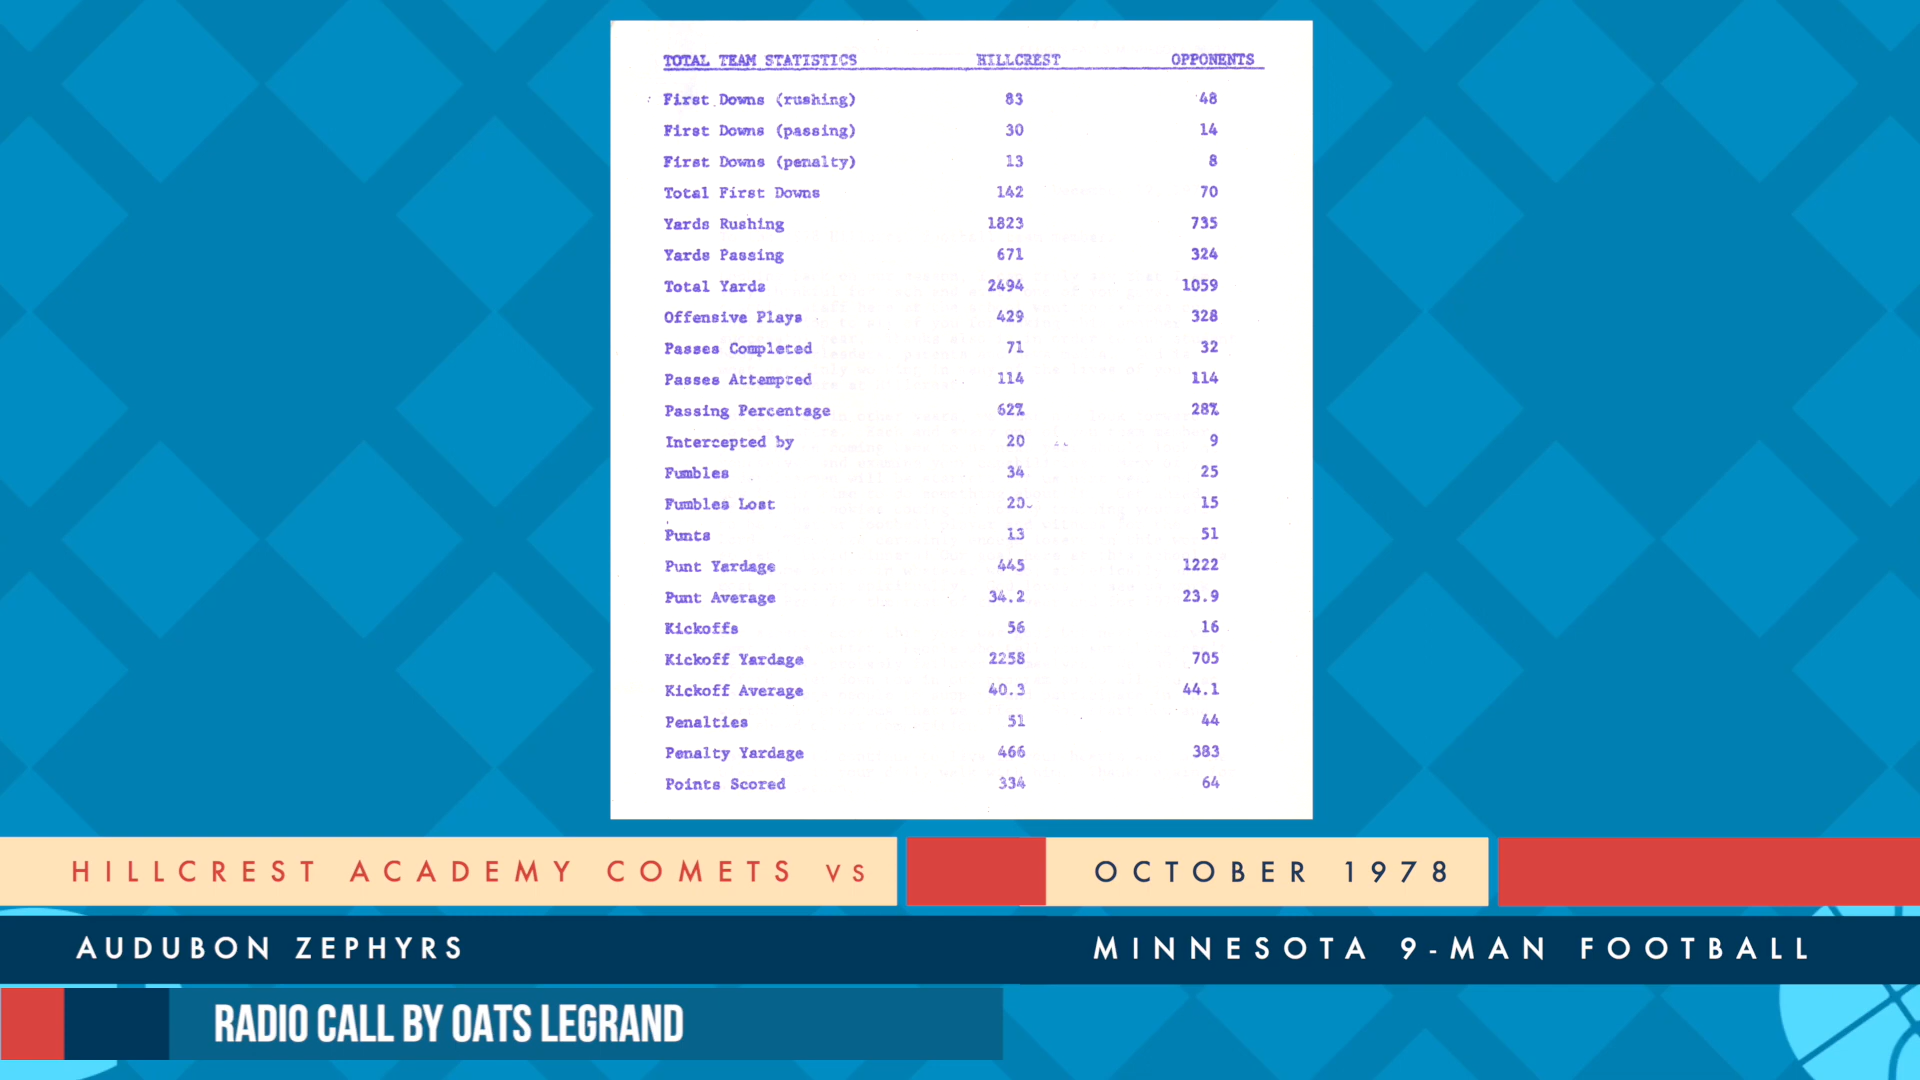 TOTAL TEAM STATISTICS HILLCREST OPPONENTS
First Downs (rushing) 83 48
First Downs (passing) 30 14
First Downs (penalty) 13 8
Total First Downs 142 70
Yards Rushing 1823 735
Yards Passing 671 324
Total Yards 2494 1059
Offensive Plays 429 328
Passes Completed 71 32
Passes Attempted 114 114
Passing Percentage 62% 28%
Intercepted by 20 9
Fumbles 34 25
Fumbles Lost 20 15
Punts 13 51
Punt Yardage 445 1222
Punt Average 34.2 23.9
Kickoffs 56 16
Kickoff Yardage 2258 705
Kickoff Average 40.3 44.1
Penalties 51 44
Penalty Yardage 466 383
Points Scored 334 64
HILLCREST ACADEMY COMETS VS OCTOBER 1978
AUDUBON ZEPHYRS MINNESOTA 9-MAN FOOTBALL
RADIO CALL BY OATS LEGRAND